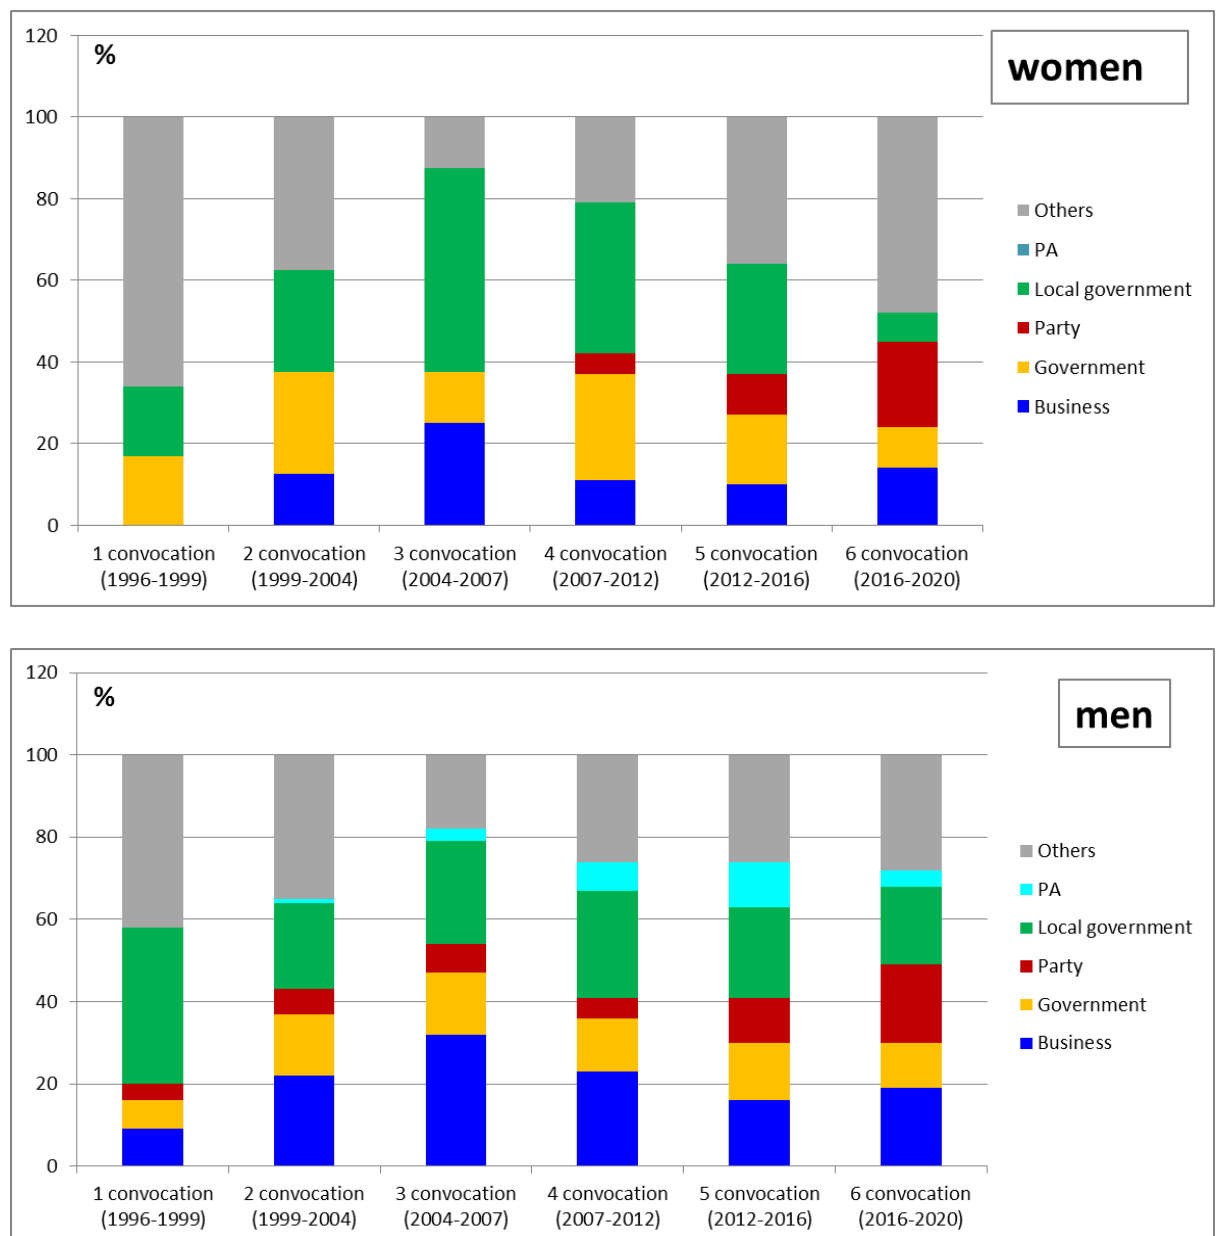 120
%
women
100
80
60
40
20
0
Others
PA
Local government
Party
Government
Business
1 convocation
(1996-1999)
2 convocation
(1999-2004)
3 convocation
(2004-2007)
4 convocation
(2007-2012)
5 convocation
(2012-2016)
6 convocation
(2016-2020)
120
%
men
100
80
60
40
20
0
Others
PA
Local government
Party
Government
Business
1 convocation
(1996-1999)
2 convocation
(1999-2004)
3 convocation
(2004-2007)
4 convocation
(2007-2012)
5 convocation
(2012-2016)
6 convocation
(2016-2020)